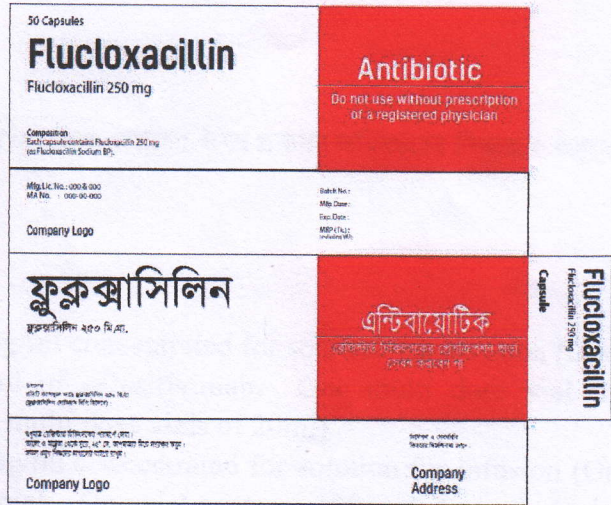 50 Capsules
Flucloxacillin
Flucloxacillin 250 mg
Composition
Each capsule contains Flucloxacillin 250 mg
(as Flucloxacillin Sodium BP).
Antibiotic
Do not use without prescription
of a registered physician
Mfg. Lic. No.: 000 & 000
MA No. : 000-00-000
Company Logo
Batch No.:
Mfg. Date:
Exp. Date:
ফ্লুক্লক্সাসিলিন
ফ্লুক্লক্সাসিলিন ২৫০ মি.গ্রা.
এন্টিবায়োটিক
রেজিস্টার্ড চিকিৎসকের প্রেসক্রিপশন ছাড়া
সেবন করবেন না
Flucloxacillin
Flucloxacillin 250 mg
Capsule
Company Logo
Company
Address